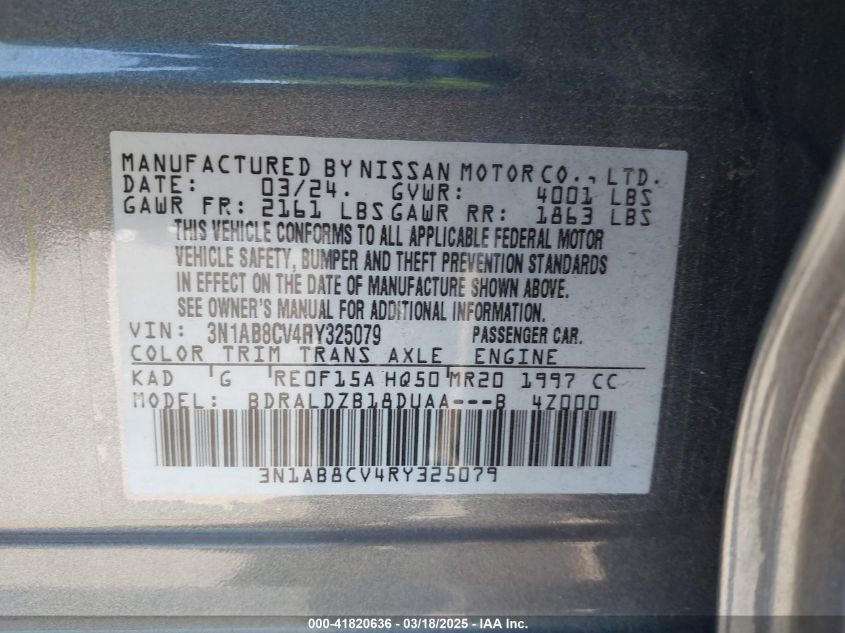 MANUFACTURED BY NISSAN MOTOR CO., LTD.
DATE: 03/24. GVWR: 4001 LBS
GAWR FR: 2161 LBS GAWR RR: 1863 LBS
THIS VEHICLE CONFORMS TO ALL APPLICABLE FEDERAL MOTOR
VEHICLE SAFETY, BUMPER AND THEFT PREVENTION STANDARDS
IN EFFECT ON THE DATE OF MANUFACTURE SHOWN ABOVE.
SEE OWNER'S MANUAL FOR ADDITIONAL INFORMATION.
VIN: 3N1AB8CV4RY325079 PASSENGER CAR.
COLOR TRIM TRANS AXLE ENGINE
KAD G RE0F15A HQ50 MR20 1997 CC
MODEL: BDRALDZB18DUAA---B 4Z000
3N1AB8CV4RY325079
000-41820636 - 03/18/2025 - IAA Inc.